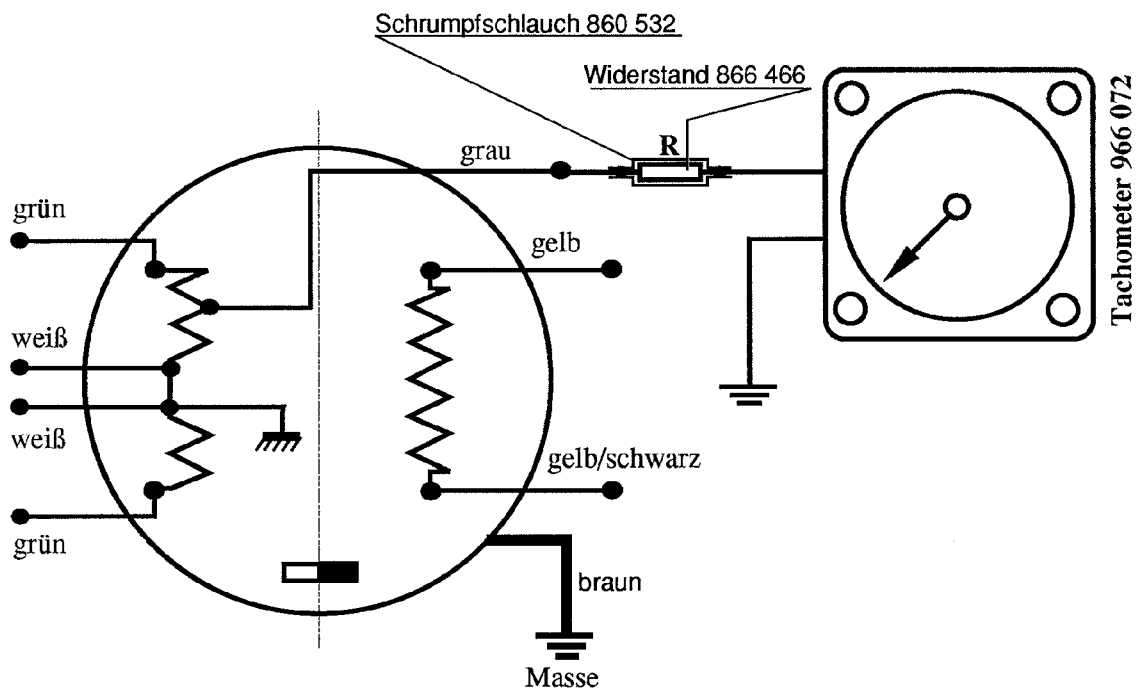 Schrumpfschlauch 860 532
Widerstand 866 466
R
grau
grün
gelb
weiß
weiß
gelb/schwarz
grün
braun
Masse
Tachometer 966 072